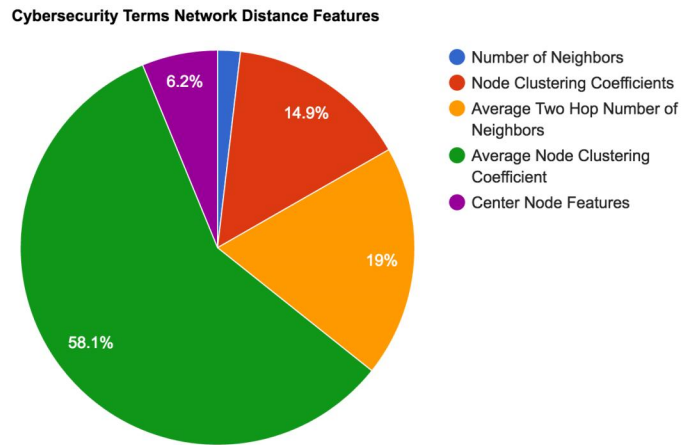 Cybersecurity Terms Network Distance Features
6.2%
14.9%
19%
58.1%
Number of Neighbors
Node Clustering Coefficients
Average Two Hop Number of
Neighbors
Average Node Clustering
Coefficient
Center Node Features